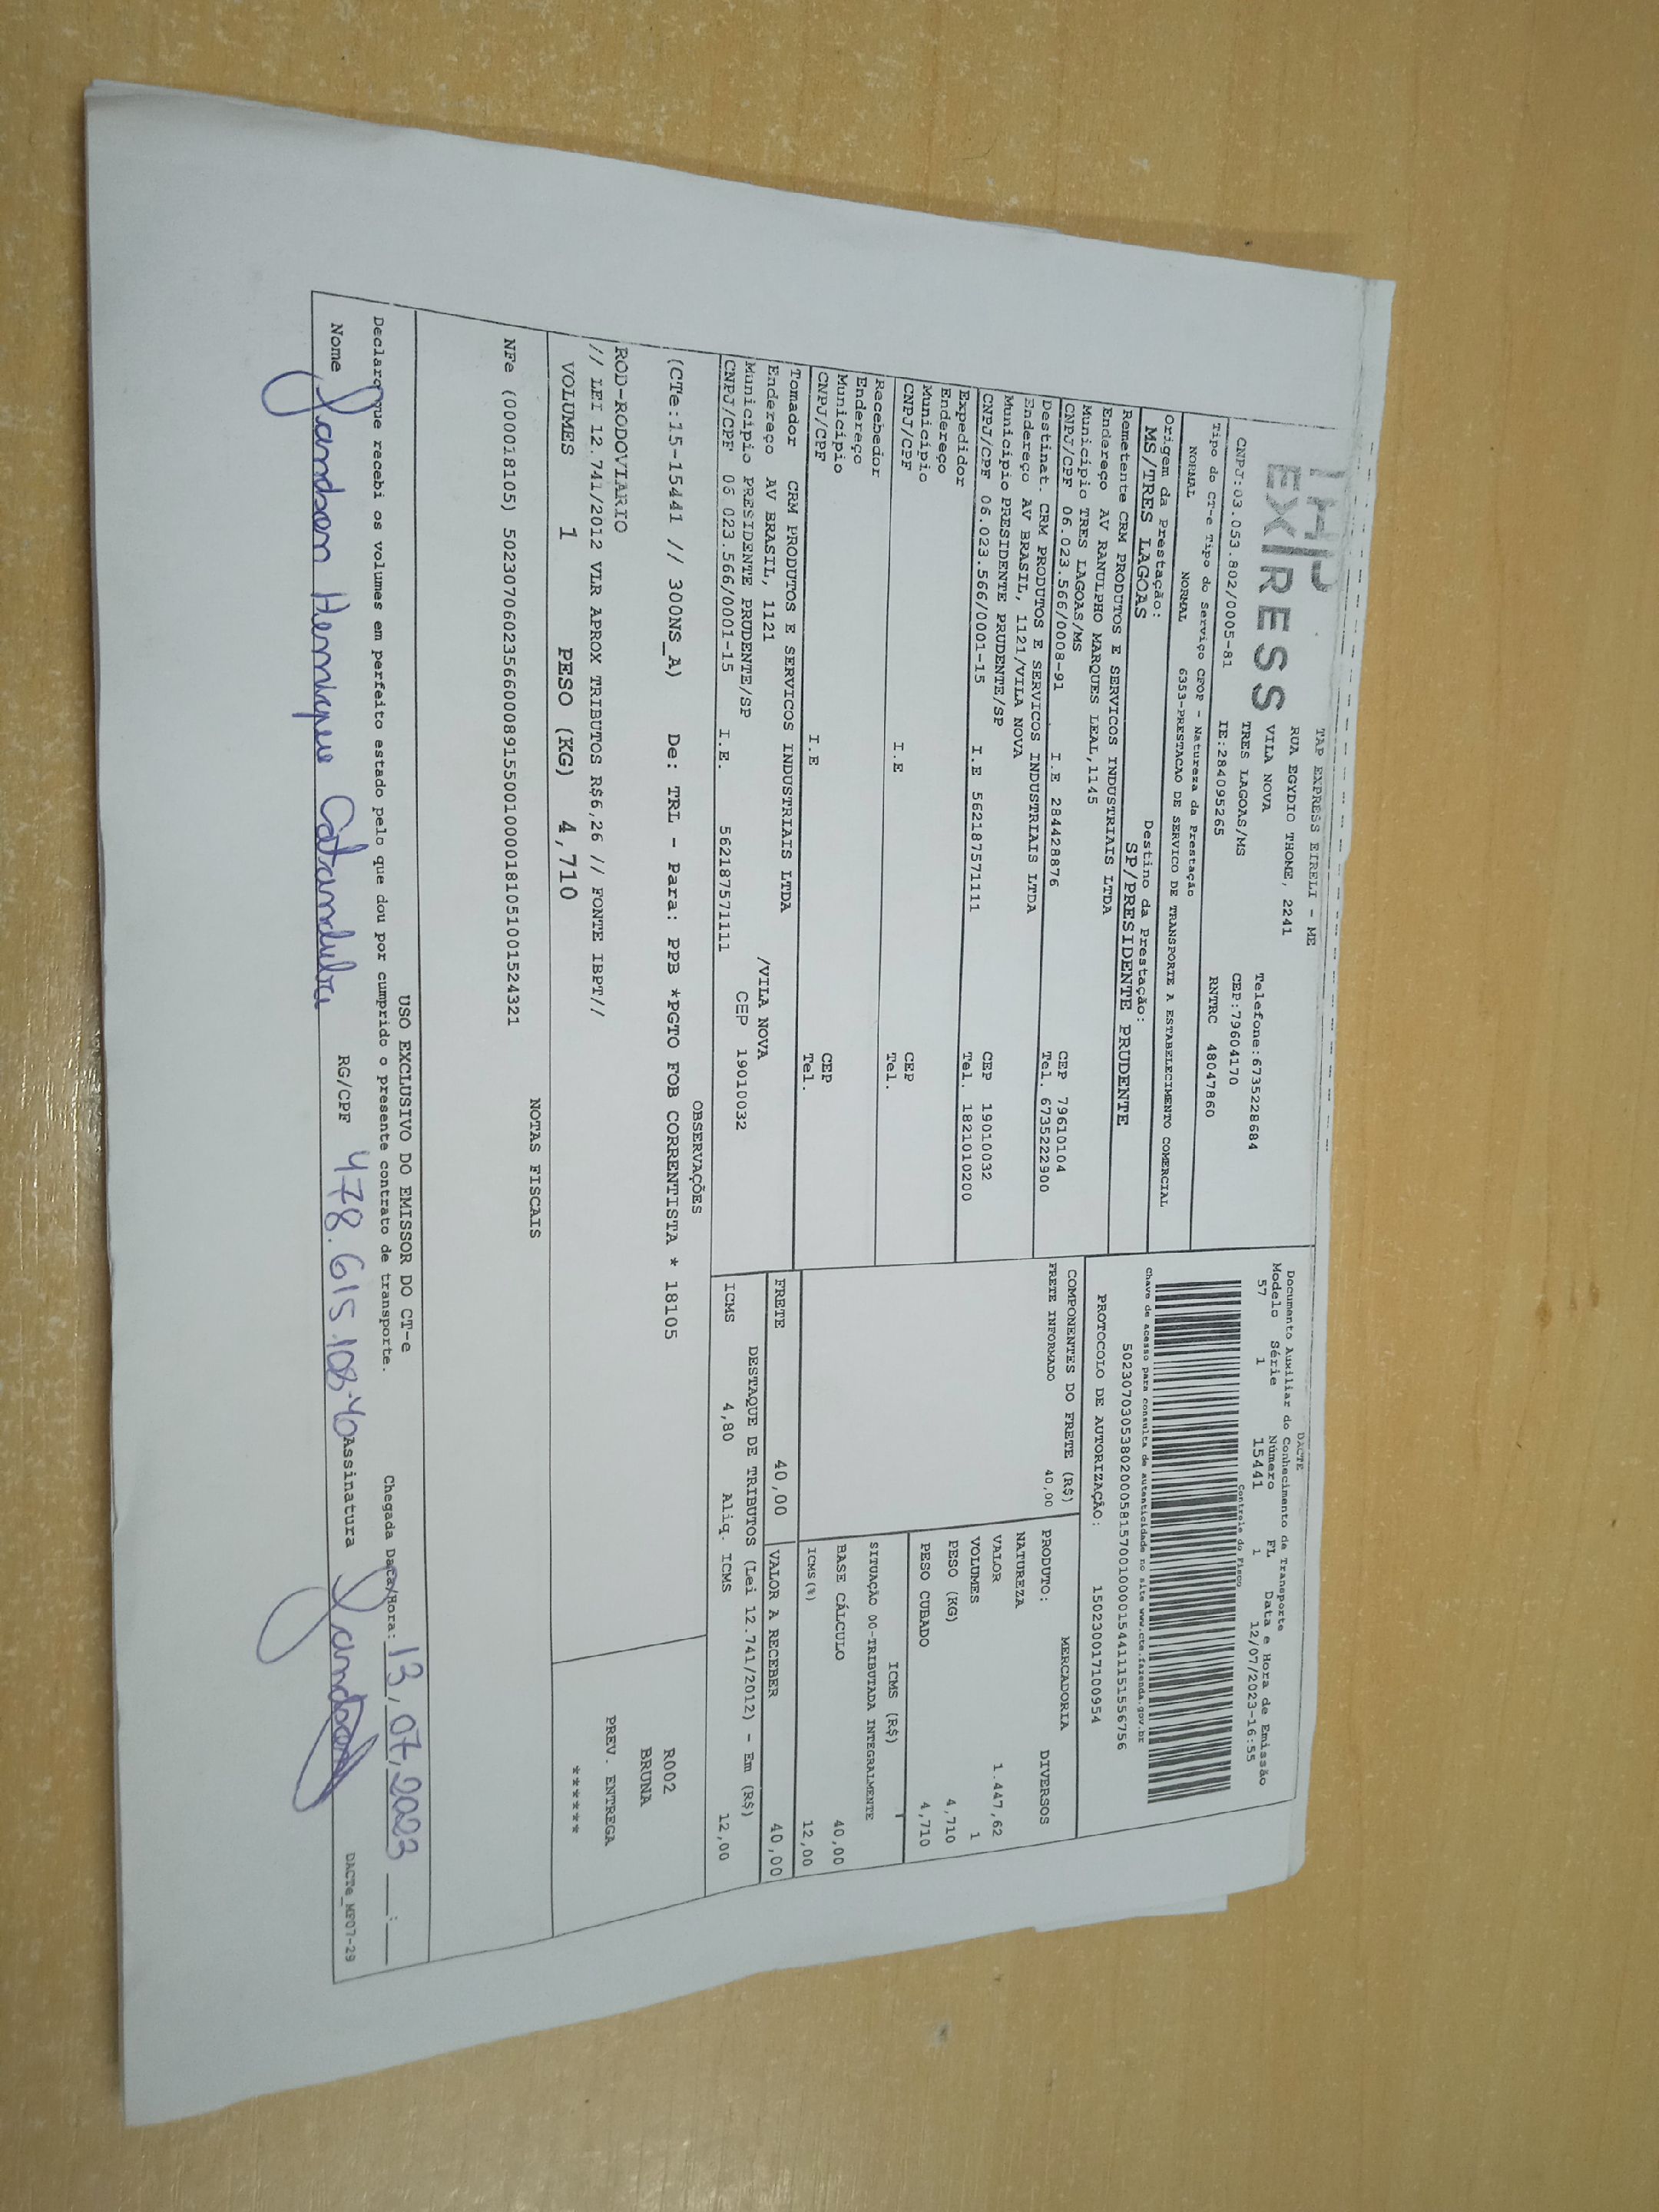 TAP
EXPRESS
TAP EXPRESS EIRELI - ME
RUA EGYDIO THOME, 2241
VILA NOVA
TRES LAGOAS/MS
Telefone:6735228684
CEP:79604170
CNPJ:03.053.802/0005-81 IE:284095265 RNTRC 48047860
Tipo do CT-e Tipo do Serviço CFOP - Natureza da Prestação
NORMAL NORMAL 6353-PRESTACAO DE SERVICO DE TRANSPORTE A ESTABELECIMENTO COMERCIAL
Origem da Prestação: Destino da Prestação:
MS/TRES LAGOAS SP/PRESIDENTE PRUDENTE
DACTE
Documento Auxiliar do Conhecimento de Transporte
Modelo Série Número FL Data e Hora de Emissão
57 1 15441 1 12/07/2023-16:55
Controle do Fisco
Chave de acesso para consulta de autenticidade no site www.cte.fazenda.gov.br
50230703053802000581570010000154411151556756
PROTOCOLO DE AUTORIZAÇÃO: 150230017100954
Remetente CRM PRODUTOS E SERVICOS INDUSTRIAIS LTDA
Endereço AV RANULPHO MARQUES LEAL,1145
Município TRES LAGOAS/MS CEP 79610104
CNPJ/CPF 06.023.566/0008-91 I.E 284428876 Tel. 6735222900
Destinat. CRM PRODUTOS E SERVICOS INDUSTRIAIS LTDA
Endereço AV BRASIL, 1121/VILA NOVA
Município PRESIDENTE PRUDENTE/SP CEP 19010032
CNPJ/CPF 06.023.566/0001-15 I.E 562187571111 Tel. 1821010200
Expedidor
Endereço
Município CEP
CNPJ/CPF I.E Tel.
Recebedor
Endereço
Município CEP
CNPJ/CPF I.E Tel.
Tomador CRM PRODUTOS E SERVICOS INDUSTRIAIS LTDA
Endereço AV BRASIL, 1121 /VILA NOVA
Município PRESIDENTE PRUDENTE/SP CEP 19010032
CNPJ/CPF 06 023.566/0001-15 I.E. 562187571111
COMPONENTES DO FRETE (R$)
FRETE INFORMADO 40,00
MERCADORIA
PRODUTO: DIVERSOS
NATUREZA
VALOR 1.447,62
VOLUMES 1
PESO (KG) 4,710
PESO CUBADO 4,710
ICMS (R$)
SITUAÇÃO 00-TRIBUTADA INTEGRALMENTE
BASE CÁLCULO 40,00
ICMS(%) 12,00
FRETE 40,00 VALOR A RECEBER 40,00
DESTAQUE DE TRIBUTOS (Lei 12.741/2012) - Em (R$)
ICMS 4,80 Aliq. ICMS 12,00
OBSERVAÇÕES
(CTe:15-15441 // 300NS_A) De: TRL - Para: PPB *PGTO FOB CORRENTISTA * 18105
ROD-RODOVIARIO
// LEI 12.741/2012 VLR APROX TRIBUTOS R$6,26 // FONTE IBPT//
R002
BRUNA
PREV. ENTREGA
******
VOLUMES 1 PESO (KG) 4,710
NOTAS FISCAIS
NFe (000018105) 50230706023566000891550010000181051001524321
USO EXCLUSIVO DO EMISSOR DO CT-e
Declaro que recebi os volumes em perfeito estado pelo que dou por cumprido o presente contrato de transporte. Chegada Data/Hora: 13,07,2023 __:__
Nome Henrique RG/CPF 478.615.108-40 Assinatura
DACTe_MP07-29